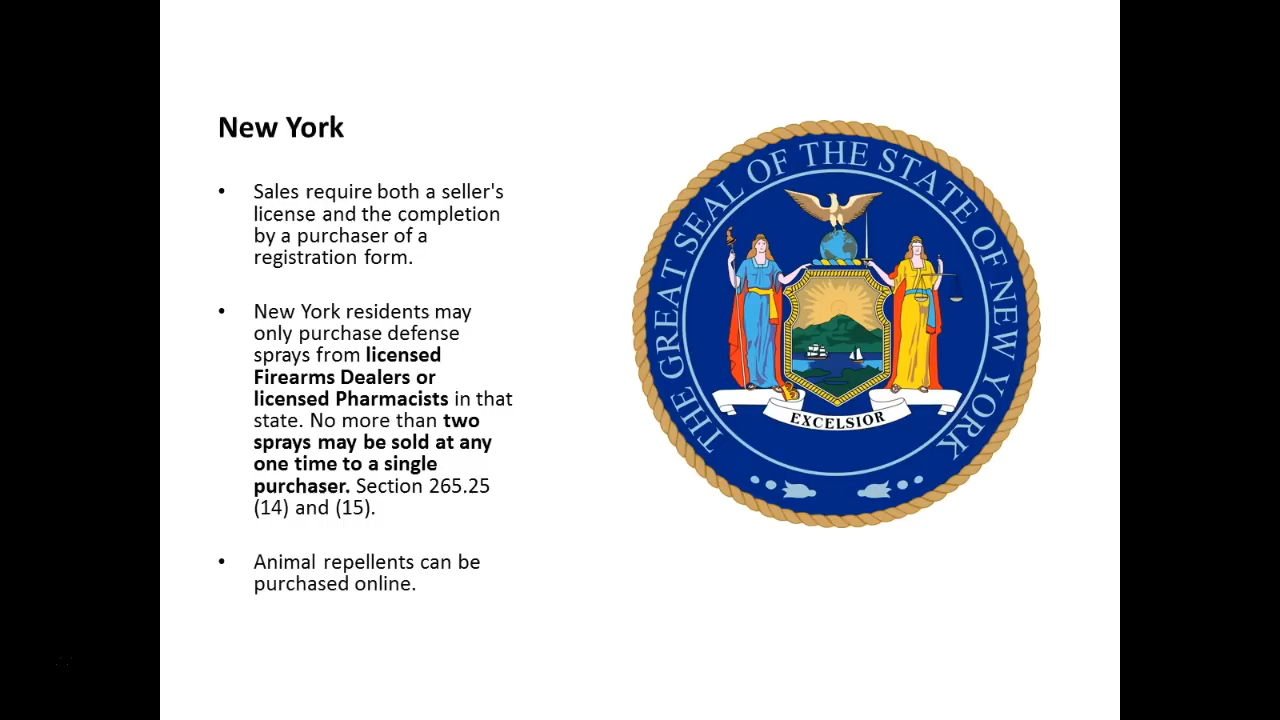 New York
• Sales require both a seller's
license and the completion
by a purchaser of a
registration form.
• New York residents may
only purchase defense
sprays from licensed
Firearms Dealers or
licensed Pharmacists in that
state. No more than two
sprays may be sold at any
one time to a single
purchaser. Section 265.25
(14) and (15).
• Animal repellents can be
purchased online.
THE GREAT SEAL OF THE STATE OF NEW YORK
EXCELSIOR